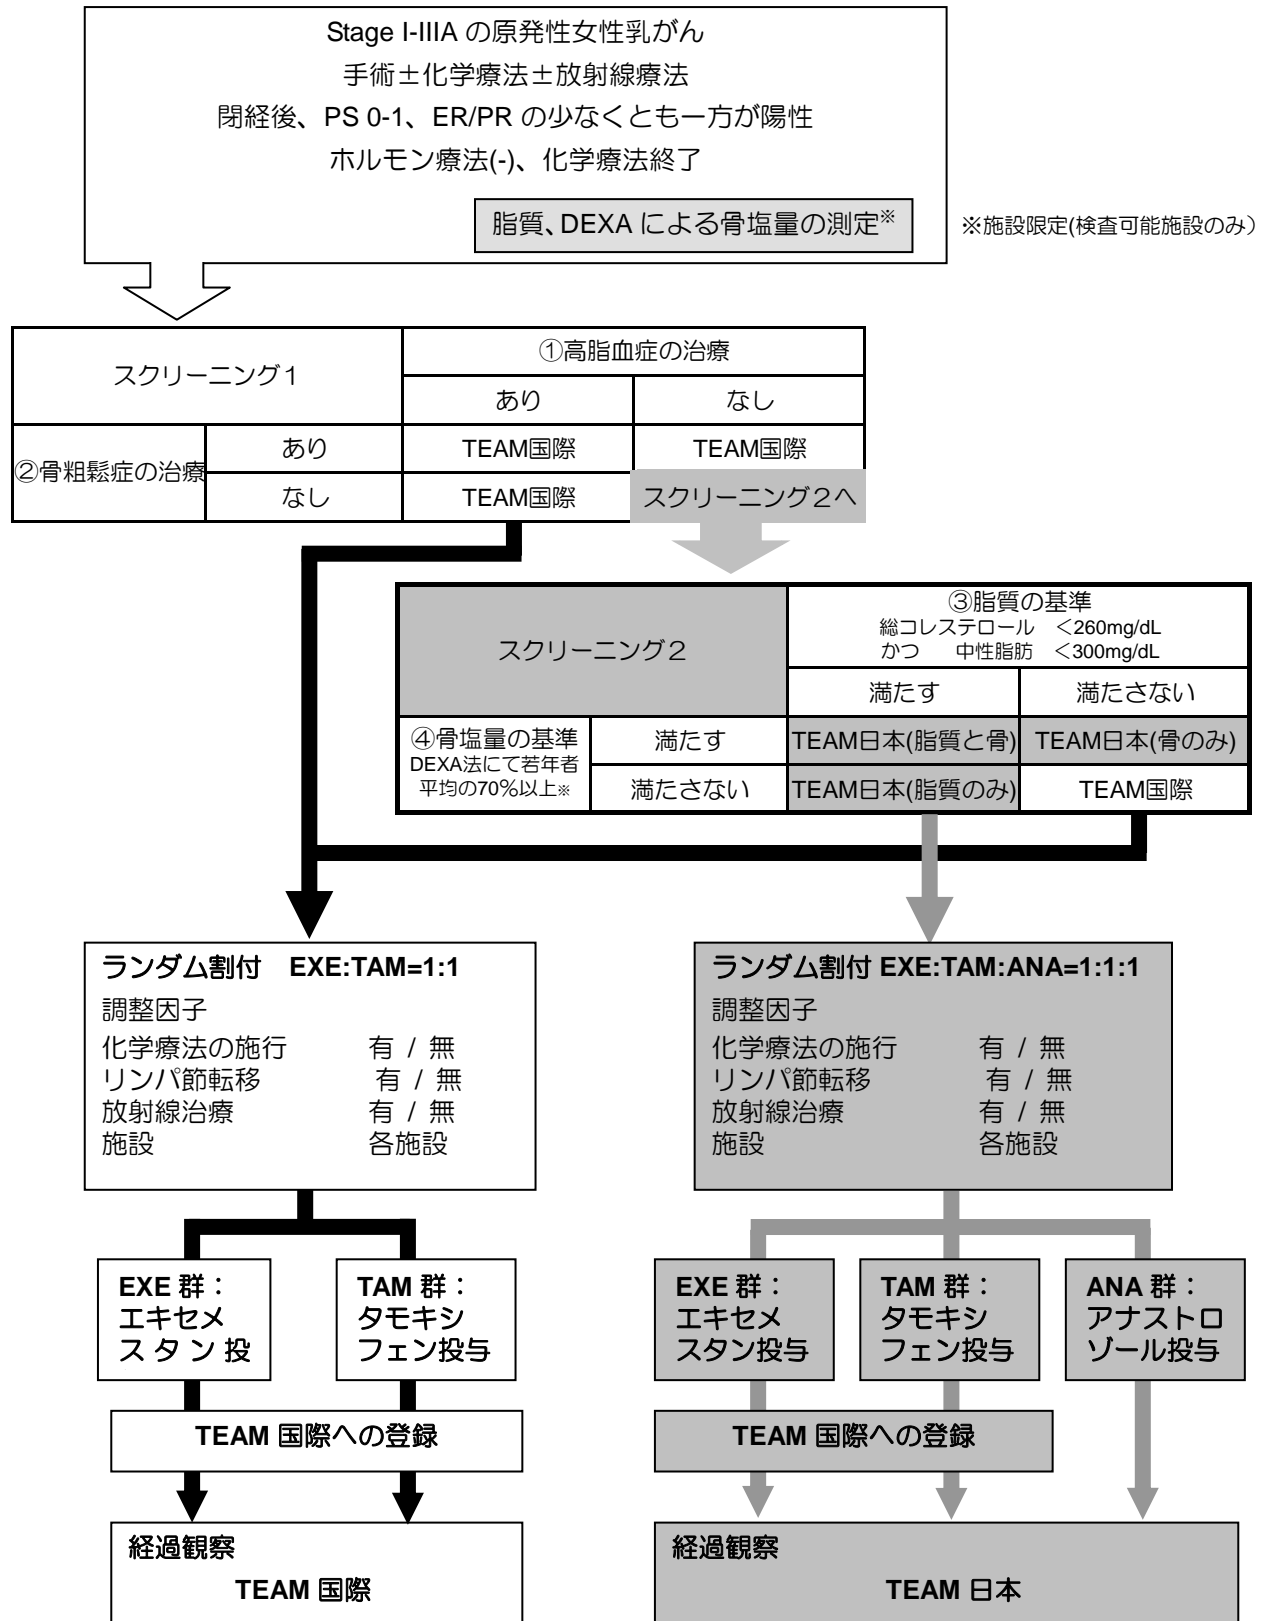 Stage I-IIIA の原発性女性乳がん
手術±化学療法±放射線療法
閉経後、PS 0-1、ER/PR の少なくとも一方が陽性
ホルモン療法(-)、化学療法終了
脂質、DEXA による骨塩量の測定※
※施設限定(検査可能施設のみ)
スクリーニング1
①高脂血症の治療
あり
なし
②骨粗鬆症の治療
あり
TEAM国際
TEAM国際
なし
TEAM国際
スクリーニング2へ
スクリーニング2
③脂質の基準
総コレステロール <260mg/dL
かつ 中性脂肪 <300mg/dL
満たす
満たさない
④骨塩量の基準
DEXA法にて若年者
平均の70%以上※
満たす
TEAM日本(脂質と骨)
TEAM日本(骨のみ)
満たさない
TEAM日本(脂質のみ)
TEAM国際
ランダム割付 EXE:TAM=1:1
調整因子
化学療法の施行 有 / 無
リンパ節転移 有 / 無
放射線治療 有 / 無
施設 各施設
ランダム割付 EXE:TAM:ANA=1:1:1
調整因子
化学療法の施行 有 / 無
リンパ節転移 有 / 無
放射線治療 有 / 無
施設 各施設
EXE 群:
エキセメ
スタン投
TAM 群:
タモキシ
フェン投与
EXE 群:
エキセメ
スタン投与
TAM 群:
タモキシ
フェン投与
ANA 群:
アナストロ
ゾール投与
TEAM 国際への登録
TEAM 国際への登録
経過観察
TEAM 国際
経過観察
TEAM 日本